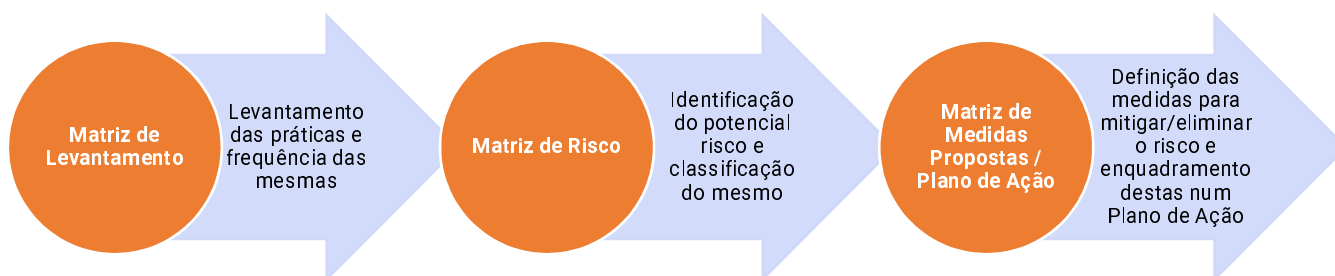 Matriz de
Levantamento
Levantamento
das práticas e
frequência das
mesmas
Matriz de Risco
Identificação
do potencial
risco e
classificação
do mesmo
Matriz de
Medidas
Propostas /
Plano de Ação
Definição das
medidas para
mitigar/eliminar
o risco e
enquadramento
destas num
Plano de Ação